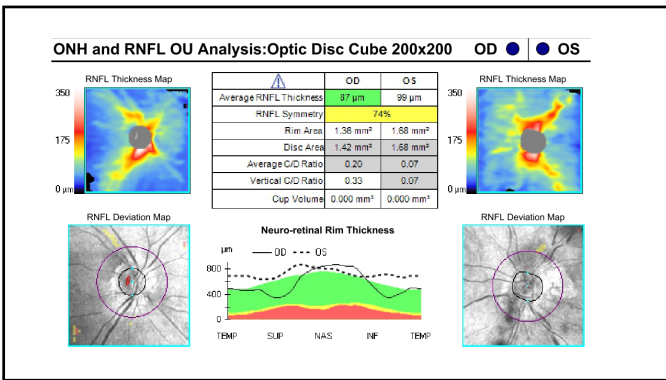 ONH and RNFL OU Analysis:Optic Disc Cube 200x200 OD OS
RNFL Thickness Map
350
175
0 µm
OD OS
Average RNFL Thickness 87 µm 99 µm
RNFL Symmetry 74%
Rim Area 1.36 mm² 1.68 mm²
Disc Area 1.42 mm² 1.68 mm²
Average C/D Ratio 0.20 0.07
Vertical C/D Ratio 0.33 0.07
Cup Volume 0.000 mm³ 0.000 mm³
RNFL Thickness Map
350
175
0 µm
RNFL Deviation Map
Neuro-retinal Rim Thickness
µm
OD OS
800
400
0
TEMP SUP NAS INF TEMP
RNFL Deviation Map